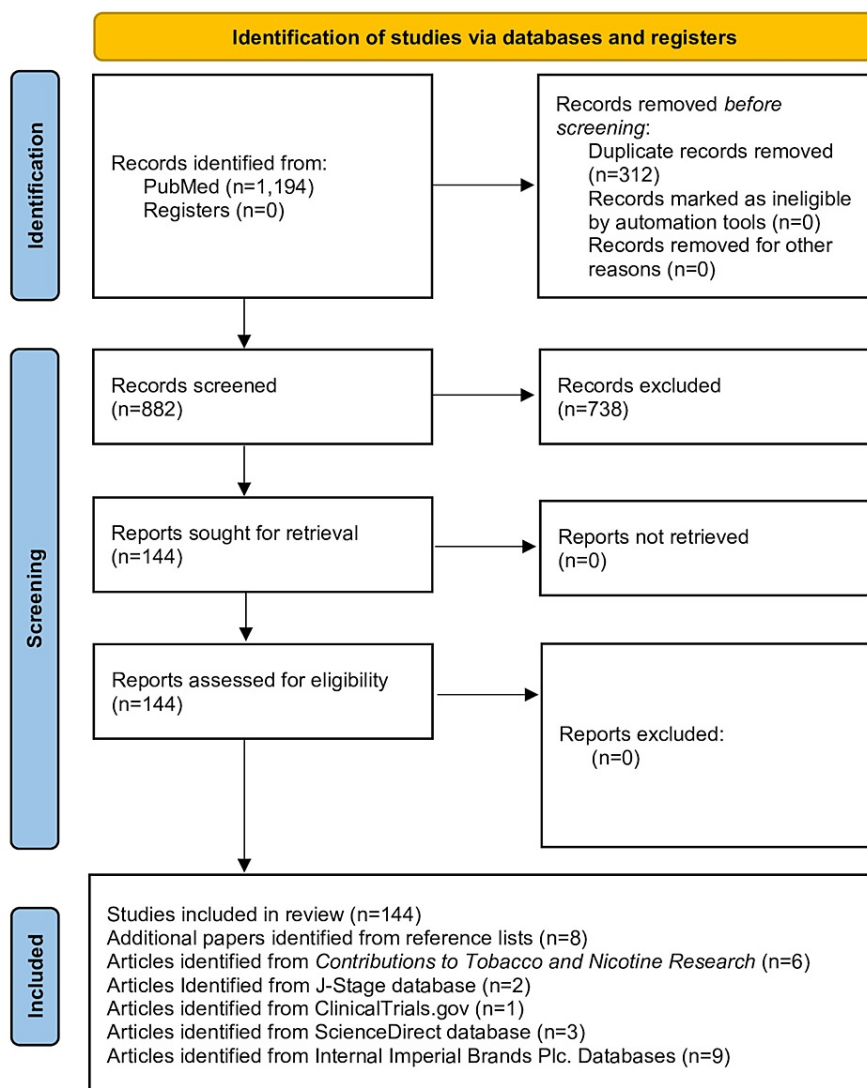 Identification of studies via databases and registers
Identification
Records identified from:
PubMed (n=1,194)
Registers (n=0)
Records removed before
screening:
Duplicate records removed
(n=312)
Records marked as ineligible
by automation tools (n=0)
Records removed for other
reasons (n=0)
Screening
Records screened
(n=882)
Records excluded
(n=738)
Reports sought for retrieval
(n=144)
Reports not retrieved
(n=0)
Reports assessed for eligibility
(n=144)
Reports excluded:
(n=0)
Included
Studies included in review (n=144)
Additional papers identified from reference lists (n=8)
Articles identified from Contributions to Tobacco and Nicotine Research (n=6)
Articles Identified from J-Stage database (n=2)
Articles identified from ClinicalTrials.gov (n=1)
Articles identified from ScienceDirect database (n=3)
Articles identified from Internal Imperial Brands Plc. Databases (n=9)